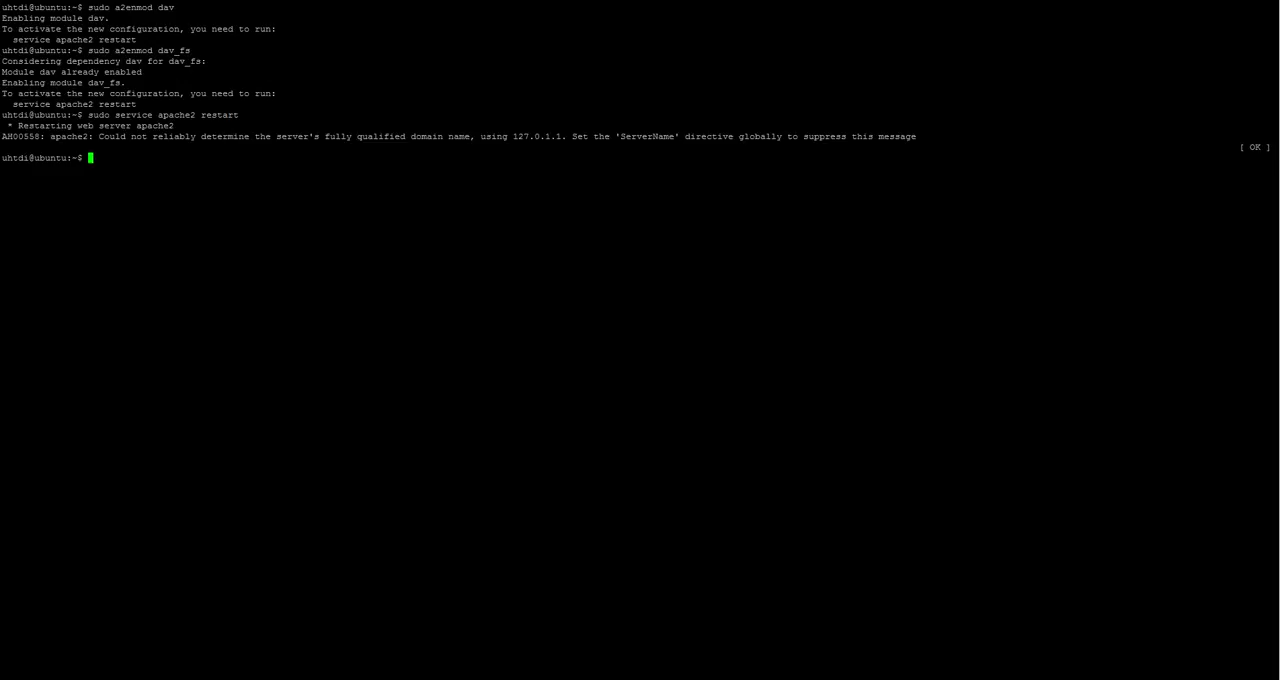 uhtdi@ubuntu:~$ sudo a2enmod dav
Enabling module dav.
To activate the new configuration, you need to run:
  service apache2 restart
uhtdi@ubuntu:~$ sudo a2enmod dav_fs
Considering dependency dav for dav_fs:
Module dav already enabled
Enabling module dav_fs.
To activate the new configuration, you need to run:
  service apache2 restart
uhtdi@ubuntu:~$ sudo service apache2 restart
 * Restarting web server apache2
AH00558: apache2: Could not reliably determine the server's fully qualified domain name, using 127.0.1.1. Set the 'ServerName' directive globally to suppress this message
[ OK ]
uhtdi@ubuntu:~$